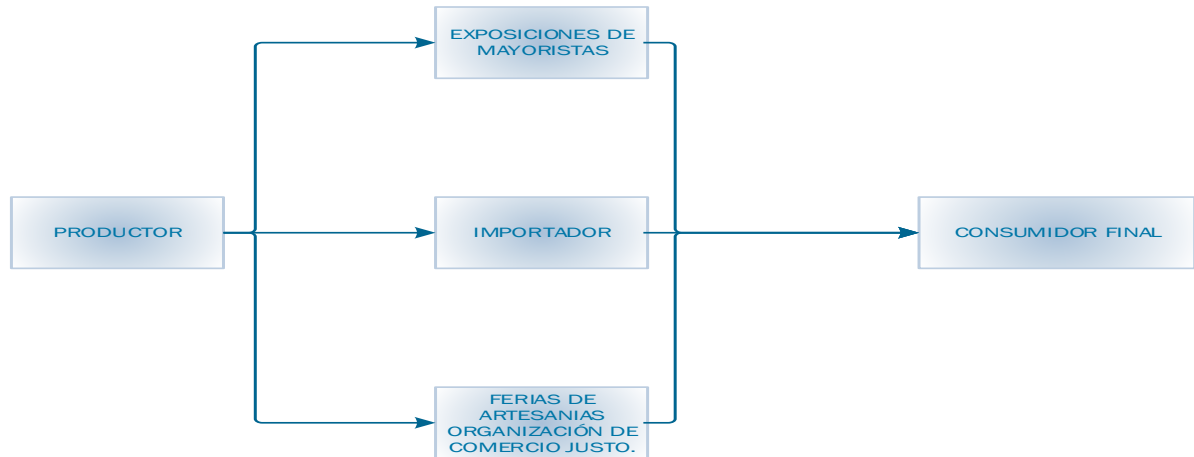 EXPOSICIONES DE
MAYORISTAS
PRODUCTOR
IMPORTADOR
CONSUMIDOR FINAL
FERIAS DE
ARTESANIAS
ORGANIZACIÓN DE
COMERCIO JUSTO.